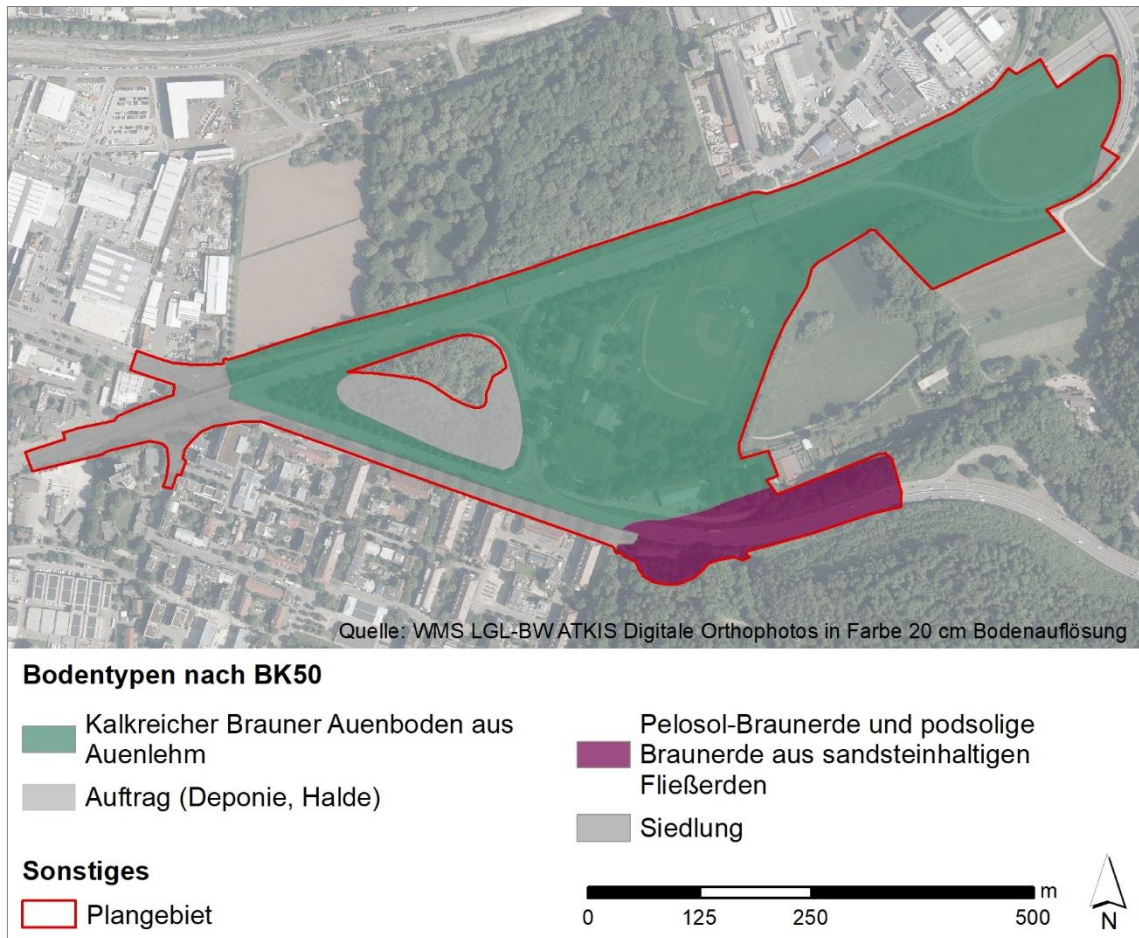 Quelle: WMS LGL-BW ATKIS Digitale Orthophotos in Farbe 20 cm Bodenauflösung
Bodentypen nach BK50
Kalkreicher Brauner Auenboden aus
Auenlehm
Auftrag (Deponie, Halde)
Pelosol-Braunerde und podsolige
Braunerde aus sandsteinhaltigen
Fließerden
Siedlung
Sonstiges
Plangebiet
m
0 125 250 500
N